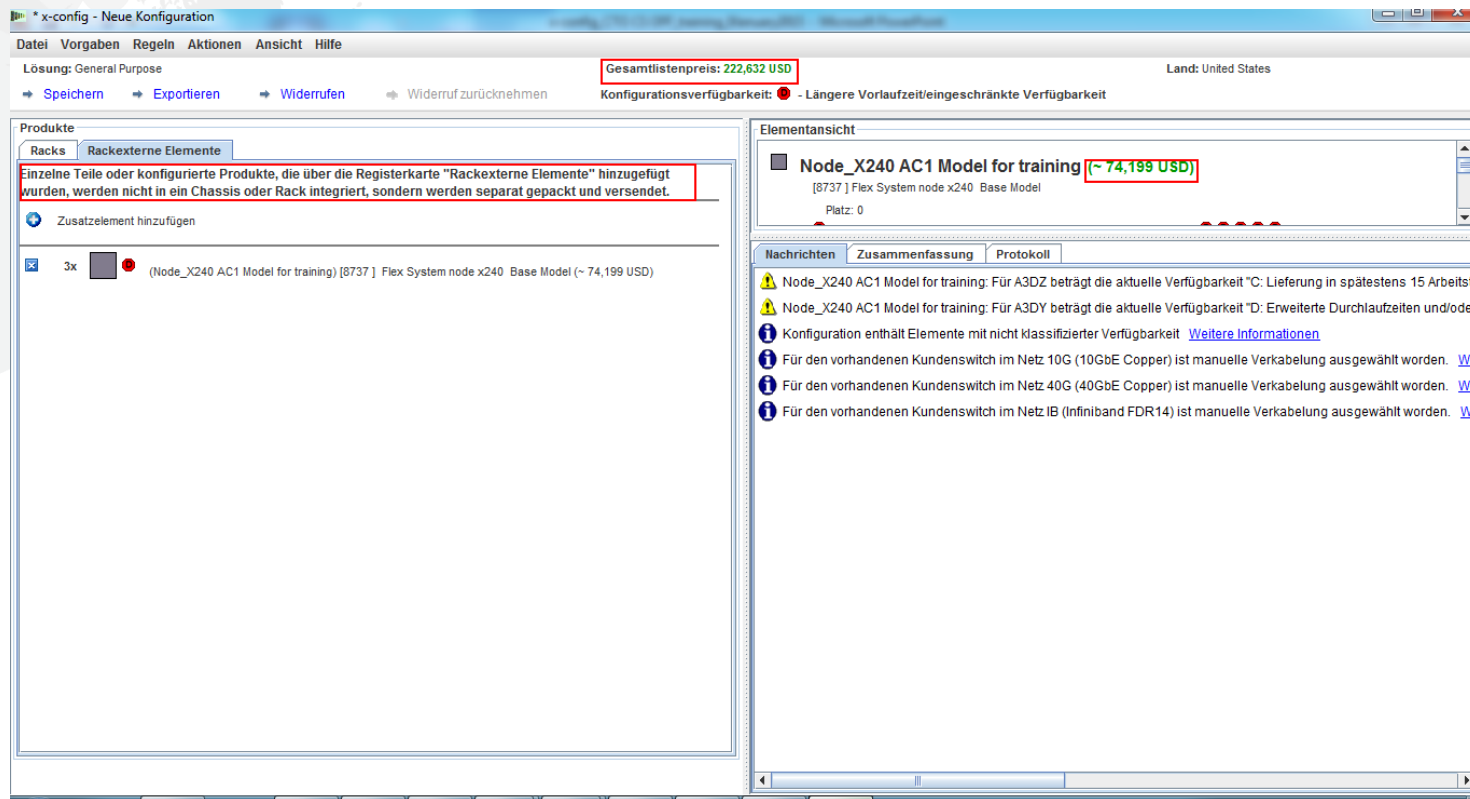 * x-config - Neue Konfiguration
Datei Vorgaben Regeln Aktionen Ansicht Hilfe
Lösung: General Purpose
Gesamtlistenpreis: 222,632 USD
Land: United States
Speichern Exportieren Widerrufen Widerruf zurücknehmen
Konfigurationsverfügbarkeit: D - Längere Vorlaufzeit/eingeschränkte Verfügbarkeit
Produkte
Racks Rackexterne Elemente
Einzelne Teile oder konfigurierte Produkte, die über die Registerkarte "Rackexterne Elemente" hinzugefügt
wurden, werden nicht in ein Chassis oder Rack integriert, sondern werden separat gepackt und versendet.
Zusatzelement hinzufügen
3x D (Node_X240 AC1 Model for training) [8737 ] Flex System node x240 Base Model (~ 74,199 USD)
Elementansicht
Node_X240 AC1 Model for training (~ 74,199 USD)
[8737 ] Flex System node x240 Base Model
Platz: 0
Nachrichten Zusammenfassung Protokoll
Node_X240 AC1 Model for training: Für A3DZ beträgt die aktuelle Verfügbarkeit "C: Lieferung in spätestens 15 Arbeits
Node_X240 AC1 Model for training: Für A3DY beträgt die aktuelle Verfügbarkeit "D: Erweiterte Durchlaufzeiten und/ode
Konfiguration enthält Elemente mit nicht klassifizierter Verfügbarkeit Weitere Informationen
Für den vorhandenen Kundenswitch im Netz 10G (10GbE Copper) ist manuelle Verkabelung ausgewählt worden. W
Für den vorhandenen Kundenswitch im Netz 40G (40GbE Copper) ist manuelle Verkabelung ausgewählt worden. W
Für den vorhandenen Kundenswitch im Netz IB (Infiniband FDR14) ist manuelle Verkabelung ausgewählt worden. W